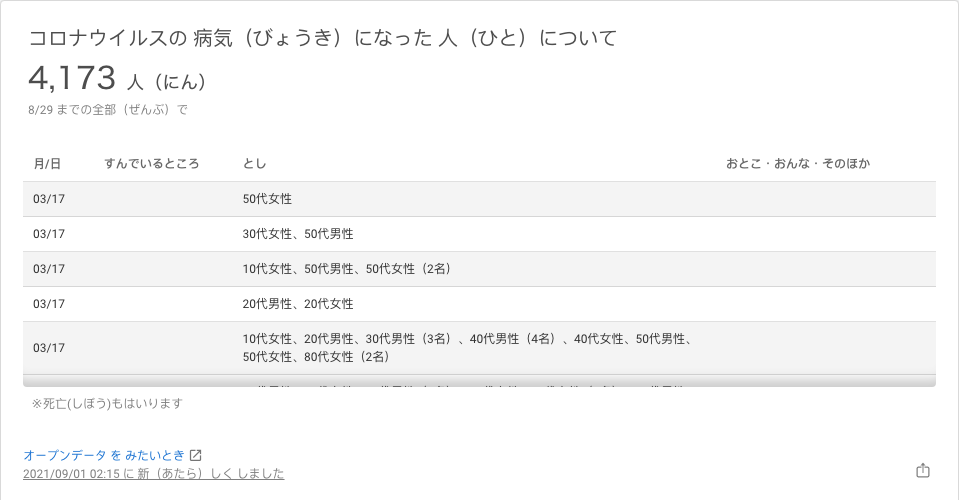 コロナウイルスの 病気（びょうき）になった 人（ひと）について
4,173 人（にん）
8/29 までの全部（ぜんぶ）で
月/日 すんでいるところ とし おとこ・おんな・そのほか
03/17 50代女性
03/17 30代女性、50代男性
03/17 10代女性、50代男性、50代女性（2名）
03/17 20代男性、20代女性
03/17 10代女性、20代男性、30代男性（3名）、40代男性（4名）、40代女性、50代男性、
50代女性、80代女性（2名）
※死亡(しぼう)もはいります
オープンデータ を みたいとき
2021/09/01 02:15 に 新（あたら）しく しました